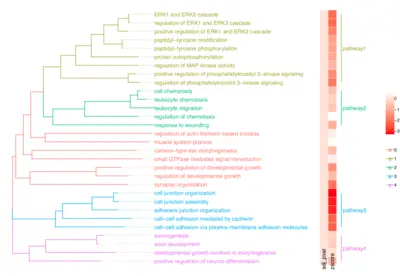 ERK1 and ERK2 cascade
regulation of ERK1 and ERK2 cascade
positive regulation of ERK1 and ERK2 cascade
peptidyl-tyrosine modification
peptidyl-tyrosine phosphorylation
protein autophosphorylation
regulation of MAP kinase activity
positive regulation of phosphatidylinositol 3-kinase signaling
regulation of phosphatidylinositol 3-kinase signaling
cell chemotaxis
leukocyte chemotaxis
leukocyte migration
regulation of chemotaxis
response to wounding
regulation of actin filament-based process
muscle system process
camera-type eye morphogenesis
small GTPase mediated signal transduction
positive regulation of developmental growth
regulation of developmental growth
synapse organization
cell junction organization
cell junction assembly
adherens junction organization
cell-cell adhesion mediated by cadherin
cell-cell adhesion via plasma-membrane adhesion molecules
axonogenesis
axon development
developmental growth involved in morphogenesis
positive regulation of neuron differentiation
pathway1
pathway2
pathway3
pathway4
adj_pval
zscore
0
-1
-2
-3
0
1
2
3
4